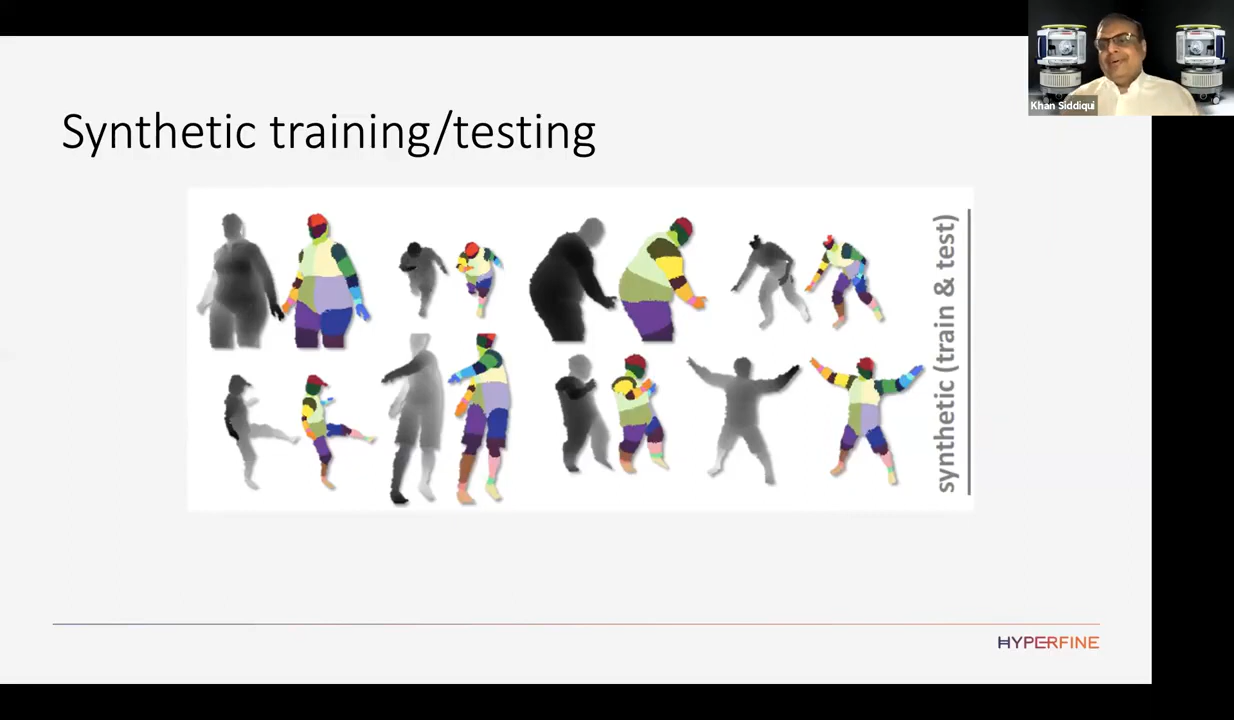 Khan Siddiqui
Synthetic training/testing
synthetic (train & test)
HYPERFINE